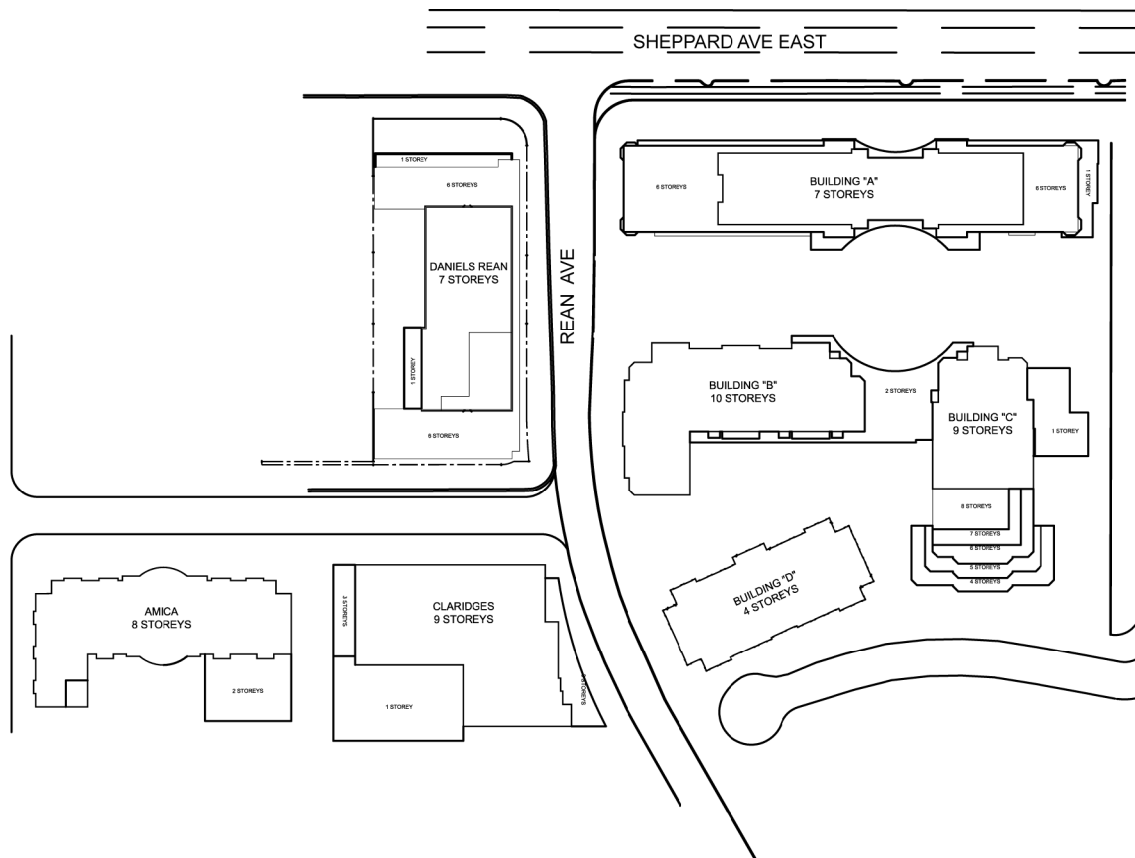 SHEPPARD AVE EAST
1 STOREY
6 STOREYS
BUILDING "A"
7 STOREYS
6 STOREYS
6 STOREYS
1 STOREY
DANIELS REAN
7 STOREYS
1 STOREY
6 STOREYS
REAN AVE
BUILDING "B"
10 STOREYS
2 STOREYS
BUILDING "C"
9 STOREYS
1 STOREY
8 STOREYS
7 STOREYS
6 STOREYS
5 STOREYS
4 STOREYS
BUILDING "D"
4 STOREYS
AMICA
8 STOREYS
2 STOREYS
3 STOREYS
CLARIDGES
9 STOREYS
1 STOREY
STOREYS